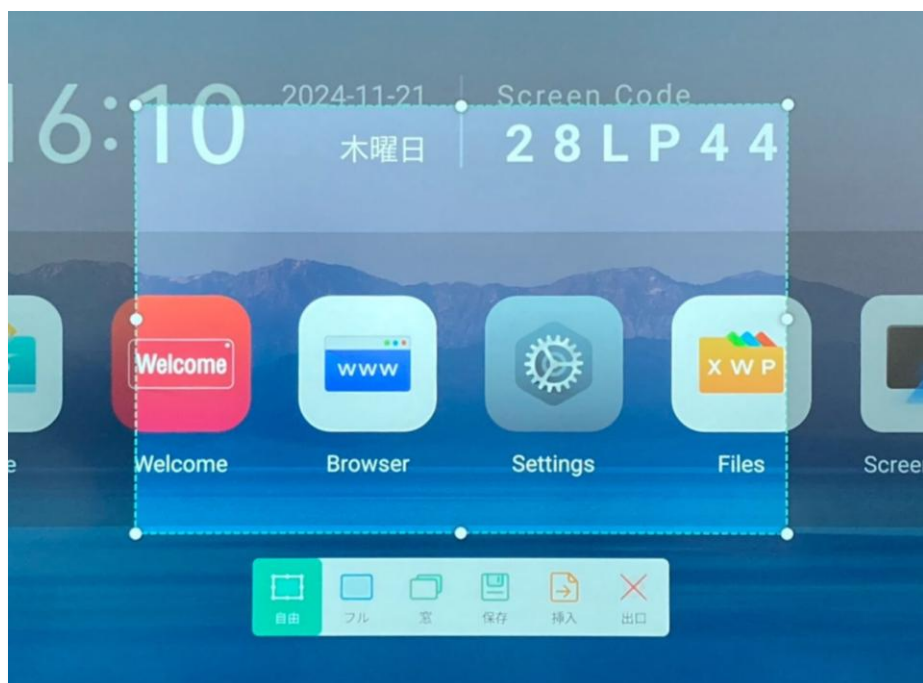 16:10
2024-11-21
木曜日
Screen Code
28LP44
Welcome
www
XWP
Welcome
Browser
Settings
Files
Scree
自由
フル
窓
保存
挿入
出口